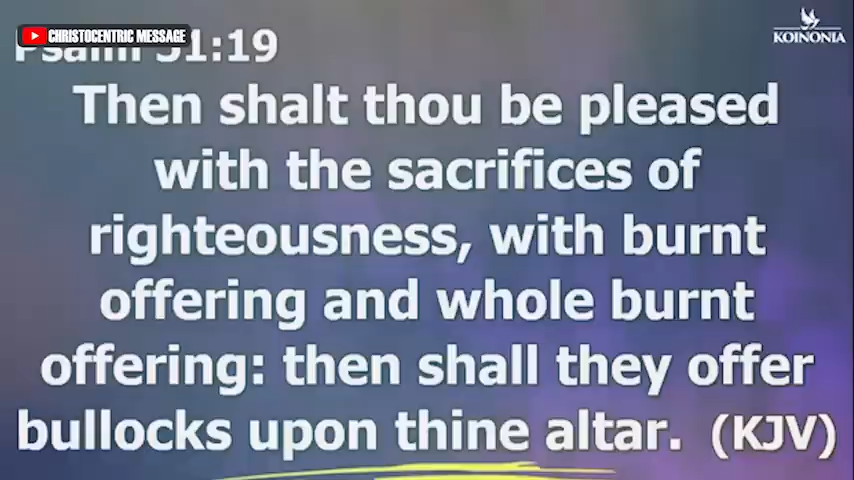 CHRISTOCENTRIC MESSAGE
Psalm 51:19
KOINONIA
Then shalt thou be pleased
with the sacrifices of
righteousness, with burnt
offering and whole burnt
offering: then shall they offer
bullocks upon thine altar. (KJV)